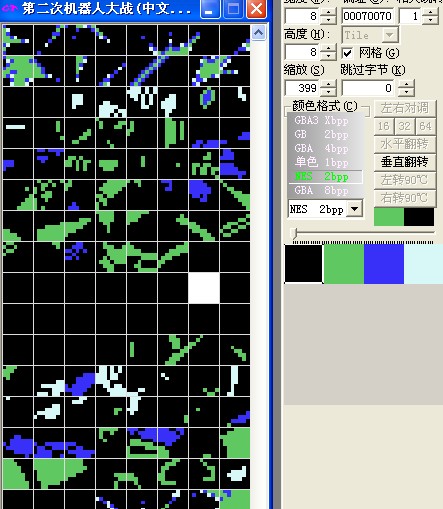 第二次机器人大战(中文...
8
00070070
1
高度(H):
Tile
8
网格(G)
缩放(S)
跳过字节(K)
399
0
颜色格式(C)
GBA3 Xbpp
GB 2bpp
GBA 4bpp
单色 1bpp
NES 2bpp
GBA 8bpp
NES 2bpp
左右对调
16 32 64
水平翻转
垂直翻转
左转90℃
右转90℃